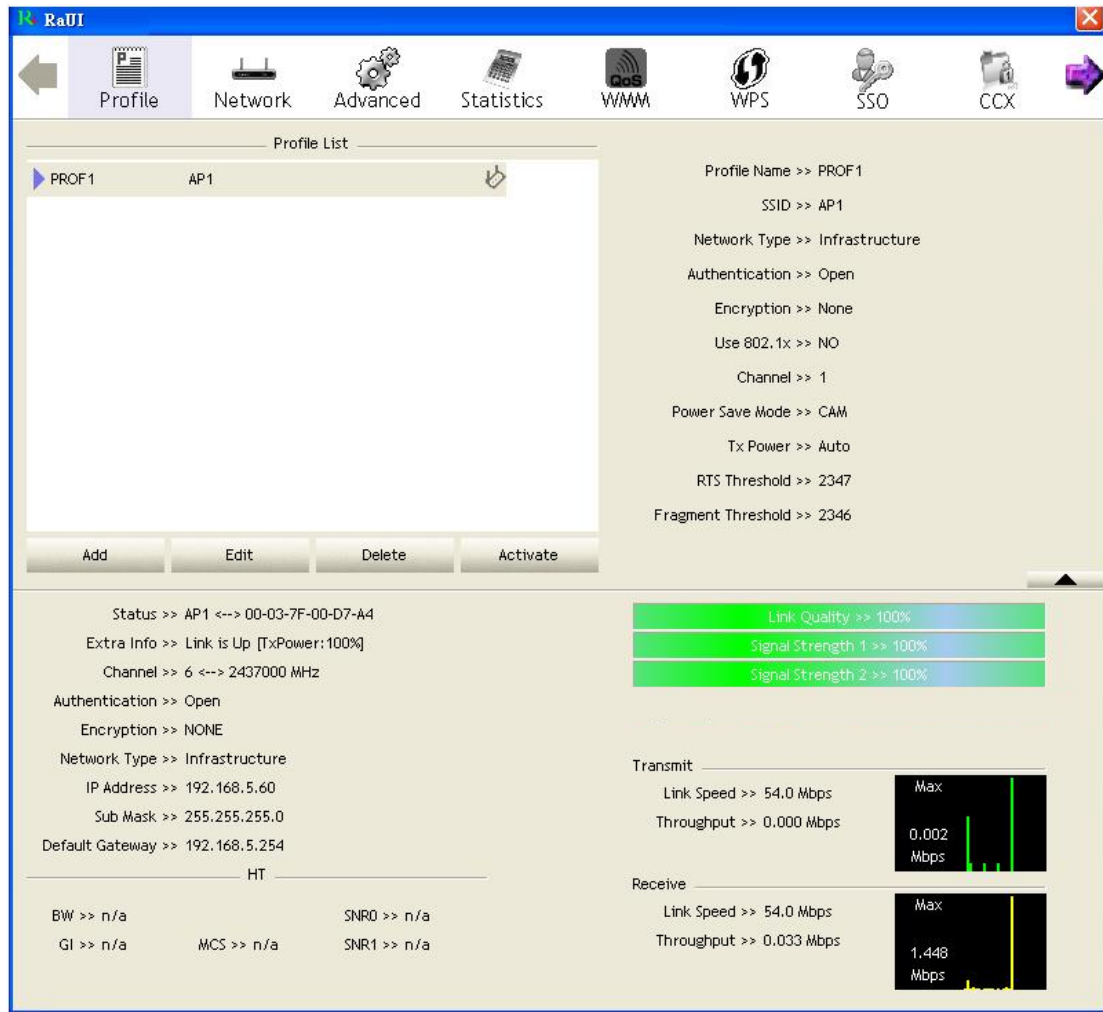 RaUI
Profile Network Advanced Statistics WMM WPS SSO CCX
QoS
Profile List
PROF1 AP1
Add Edit Delete Activate
Profile Name >> PROF1
SSID >> AP1
Network Type >> Infrastructure
Authentication >> Open
Encryption >> None
Use 802.1x >> NO
Channel >> 1
Power Save Mode >> CAM
Tx Power >> Auto
RTS Threshold >> 2347
Fragment Threshold >> 2346
Status >> AP1 <--> 00-03-7F-00-D7-A4
Extra Info >> Link is Up [TxPower:100%]
Channel >> 6 <--> 2437000 MHz
Authentication >> Open
Encryption >> NONE
Network Type >> Infrastructure
IP Address >> 192.168.5.60
Sub Mask >> 255.255.255.0
Default Gateway >> 192.168.5.254
HT
BW >> n/a SNR0 >> n/a
GI >> n/a MCS >> n/a SNR1 >> n/a
Link Quality >> 100%
Signal Strength 1 >> 100%
Signal Strength 2 >> 100%
Transmit
Link Speed >> 54.0 Mbps
Throughput >> 0.000 Mbps
Max
0.002
Mbps
Receive
Link Speed >> 54.0 Mbps
Throughput >> 0.033 Mbps
Max
1.448
Mbps